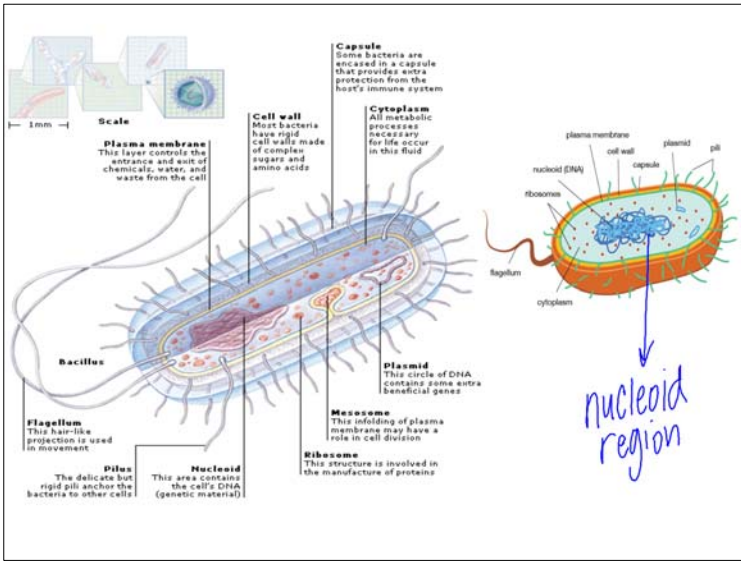 1mm
Scale
Capsule
Some bacteria are
encased in a capsule
that provides extra
protection from the
host's immune system
Cell wall
Most bacteria
have rigid
cell walls made
of complex
sugars and
amino acids
Cytoplasm
All metabolic
processes
necessary
for life occur
in this fluid
Plasma membrane
This layer controls the
entrance and exit of
chemicals, water, and
waste from the cell
Bacillus
Flagellum
This hair-like
projection is used
in movement
Pilus
The delicate but
rigid pili anchor the
bacteria to other cells
Nucleoid
This area contains
the cell's DNA
(genetic material)
Ribosome
This structure is involved in
the manufacture of proteins
Mesosome
This infolding of plasma
membrane may have a
role in cell division
Plasmid
This circle of DNA
contains some extra
beneficial genes
plasma membrane
cell wall
capsule
plasmid
pili
nucleoid (DNA)
ribosomes
flagellum
cytoplasm
nucleoid
region